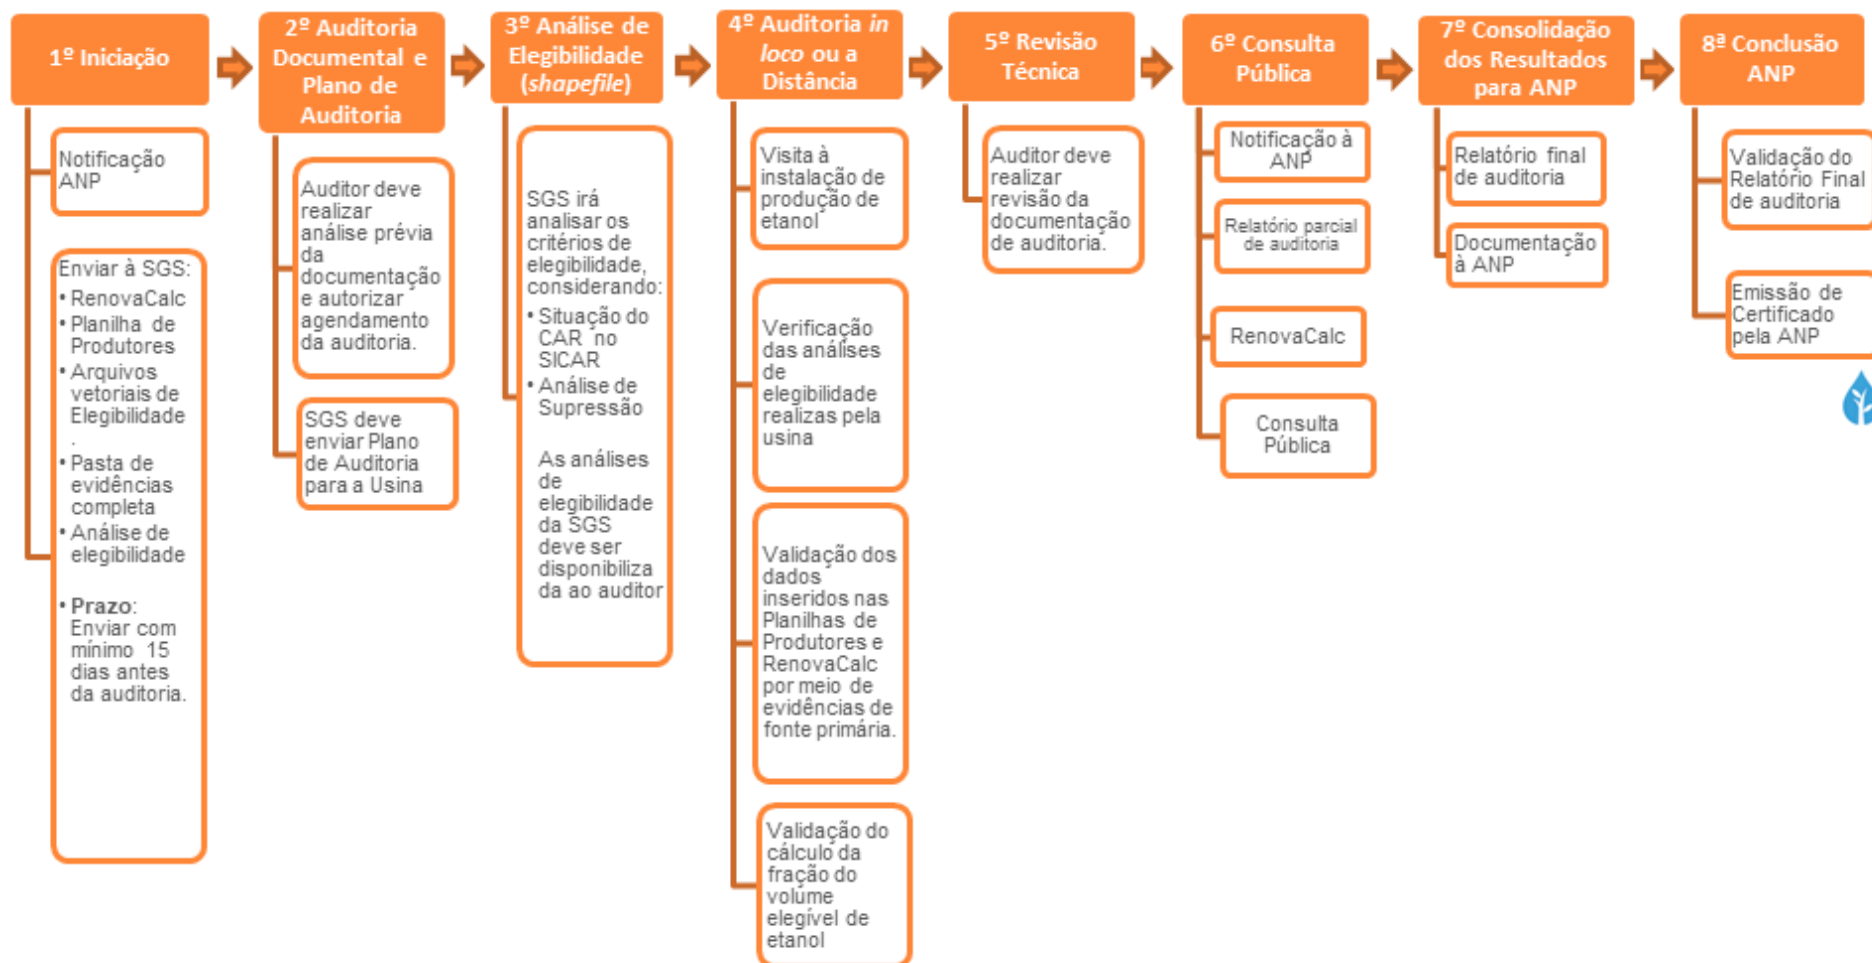 1º Iniciação
Notificação
ANP
Enviar à SGS:
• RenovaCalc
• Planilha de
Produtores
• Arquivos
vetoriais de
Elegibilidade
.
• Pasta de
evidências
completa
• Análise de
elegibilidade
• Prazo:
Enviar com
mínimo 15
dias antes
da auditoria.
2º Auditoria
Documental e
Plano de
Auditoria
Auditor deve
realizar
análise prévia
da
documentação
e autorizar
agendamento
da auditoria.
SGS deve
enviar Plano
de Auditoria
para a Usina
3º Análise de
Elegibilidade
(shapefile)
SGS irá
analisar os
critérios de
elegibilidade,
considerando:
• Situação do
CAR no
SICAR
• Análise de
Supressão
As análises
de
elegibilidade
da SGS
deve ser
disponibiliza
da ao auditor
4º Auditoria in
loco ou a
Distância
Visita à
instalação de
produção de
etanol
Verificação
das análises
de
elegibilidade
realizas pela
usina
Validação dos
dados
inseridos nas
Planilhas de
Produtores e
RenovaCalc
por meio de
evidências de
fonte primária.
Validação do
cálculo da
fração do
volume
elegível de
etanol
5º Revisão
Técnica
Auditor deve
realizar
revisão da
documentação
de auditoria.
6º Consulta
Pública
Notificação à
ANP
Relatório parcial
de auditoria
RenovaCalc
Consulta
Pública
7º Consolidação
dos Resultados
para ANP
Relatório final
de auditoria
Documentação
à ANP
8ª Conclusão
ANP
Validação do
Relatório Final
de auditoria
Emissão de
Certificado
pela ANP